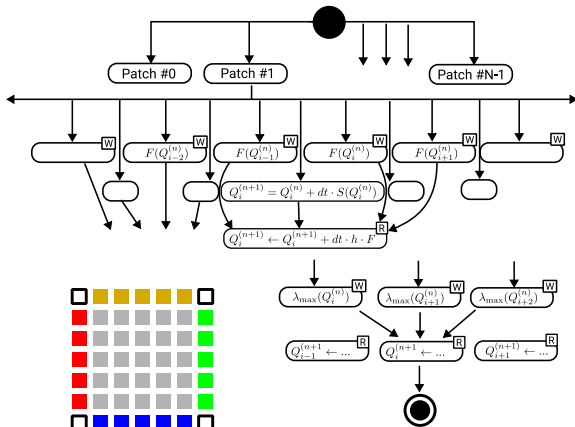 Patch #0
Patch #1
Patch #N-1
W
W
W
W
W
W
F(Q_{i-2}^{(n)})
F(Q_{i-1}^{(n)})
F(Q_i^{(n)})
F(Q_{i+1}^{(n)})
Q_i^{(n+1)} = Q_i^{(n)} + dt · S(Q_i^{(n)})
R
Q_i^{(n+1)} ← Q_i^{(n+1)} + dt · h · F
W
W
W
λ_max(Q_i^{(n)})
λ_max(Q_{i+1}^{(n)})
λ_max(Q_{i+2}^{(n)})
R
R
R
Q_{i-1}^{(n+1} ← ...
Q_i^{(n+1} ← ...
Q_{i+1}^{(n+1} ← ...